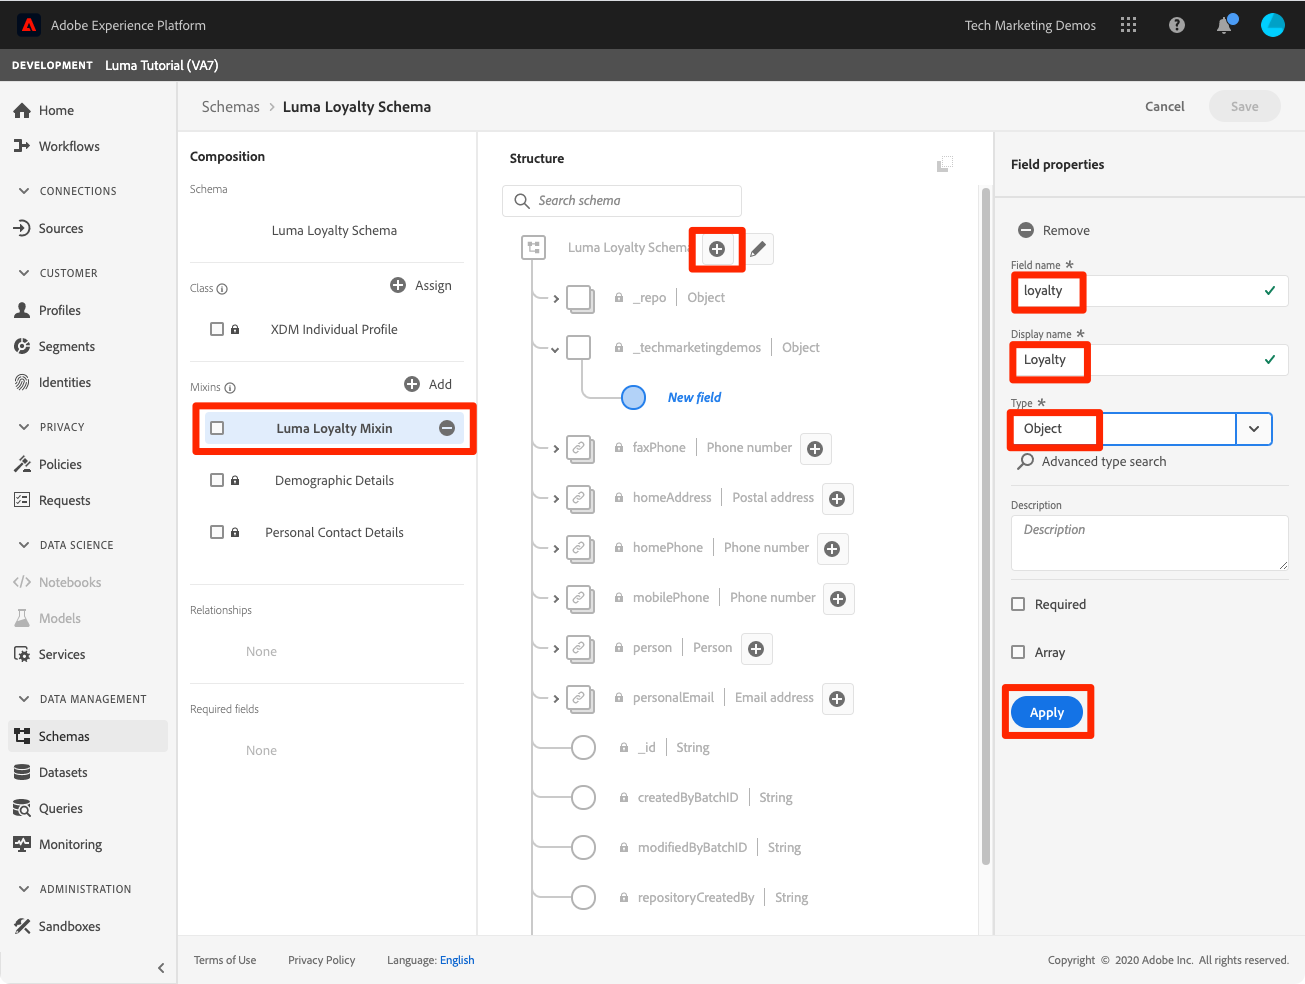 Adobe Experience Platform
Tech Marketing Demos
DEVELOPMENT Luma Tutorial (VA7)
Home
Workflows
CONNECTIONS
Sources
CUSTOMER
Profiles
Segments
Identities
PRIVACY
Policies
Requests
DATA SCIENCE
Notebooks
Models
Services
DATA MANAGEMENT
Schemas
Datasets
Queries
Monitoring
ADMINISTRATION
Sandboxes
Schemas > Luma Loyalty Schema
Cancel
Save
Composition
Schema
Luma Loyalty Schema
Class
Assign
XDM Individual Profile
Mixins
Add
Luma Loyalty Mixin
Demographic Details
Personal Contact Details
Relationships
None
Required fields
None
Structure
Search schema
Luma Loyalty Schema
_repo | Object
_techmarketingdemos | Object
New field
faxPhone | Phone number
homeAddress | Postal address
homePhone | Phone number
mobilePhone | Phone number
person | Person
personalEmail | Email address
_id | String
createdByBatchID | String
modifiedByBatchID | String
repositoryCreatedBy | String
Field properties
Remove
Field name *
loyalty
Display name *
Loyalty
Type *
Object
Advanced type search
Description
Description
Required
Array
Apply
Terms of Use
Privacy Policy
Language: English
Copyright © 2020 Adobe Inc. All rights reserved.